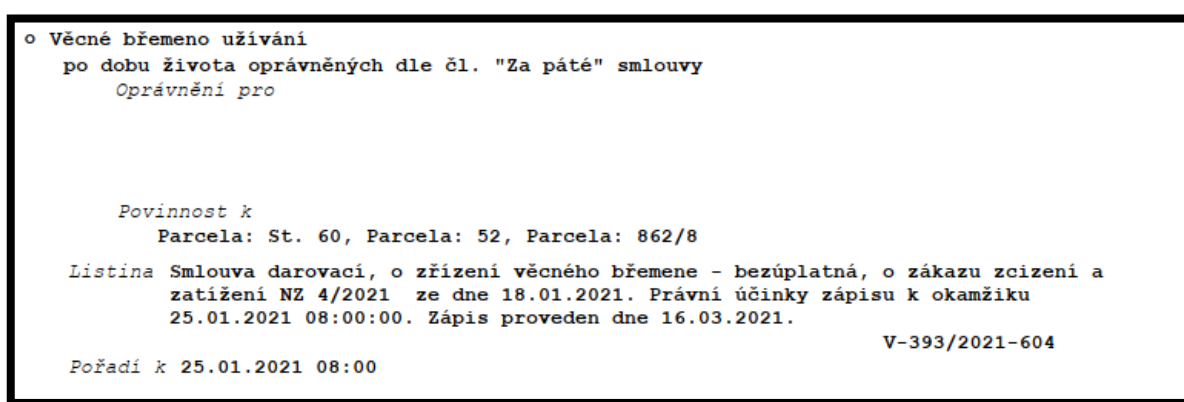 o Věcné břemeno užívání
po dobu života oprávněných dle čl. "Za páté" smlouvy
Oprávnění pro
Povinnost k
Parcela: St. 60, Parcela: 52, Parcela: 862/8
Listina Smlouva darovací, o zřízení věcného břemene - bezúplatná, o zákazu zcizení a
zatížení NZ 4/2021 ze dne 18.01.2021. Právní účinky zápisu k okamžiku
25.01.2021 08:00:00. Zápis proveden dne 16.03.2021.
V-393/2021-604
Pořadí k 25.01.2021 08:00